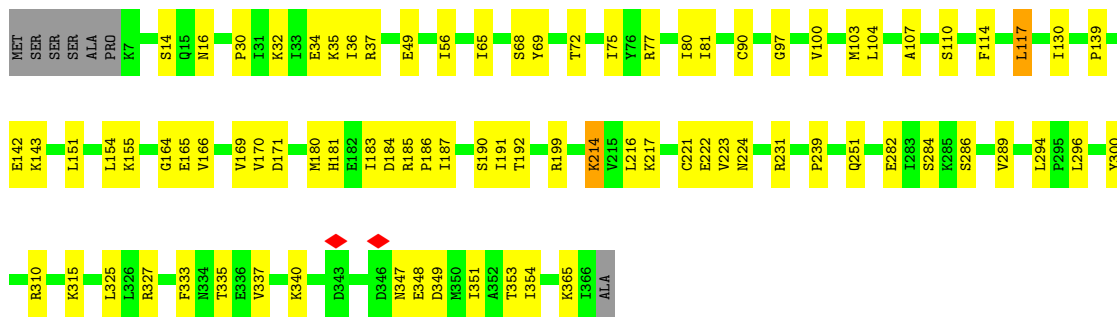 MET SER SER SER ALA PRO K7 S14 Q15 N16 P30 I31 K32 I33 E34 K35 I36 R37 E49 I56 I65 S68 Y69 T72 I75 Y76 R77 I80 I81 C90 G97 V100 M103 L104 A107 S110 F114 L117 I130 P139
E142 K143 L151 L154 K155 G164 E165 V166 V169 V170 D171 M180 H181 E182 I183 D184 R185 P186 I187 S190 I191 T192 R199 K214 V215 L216 K217 C221 E222 V223 N224 R231 P239 Q251 E282 I283 S284 K285 S286 V289 L294 P295 L296 Y300
R310 K315 L325 L326 R327 F333 N334 T335 E336 V337 K340 D343 D346 N347 E348 D349 M350 I351 A352 T353 I354 K365 I366 ALA